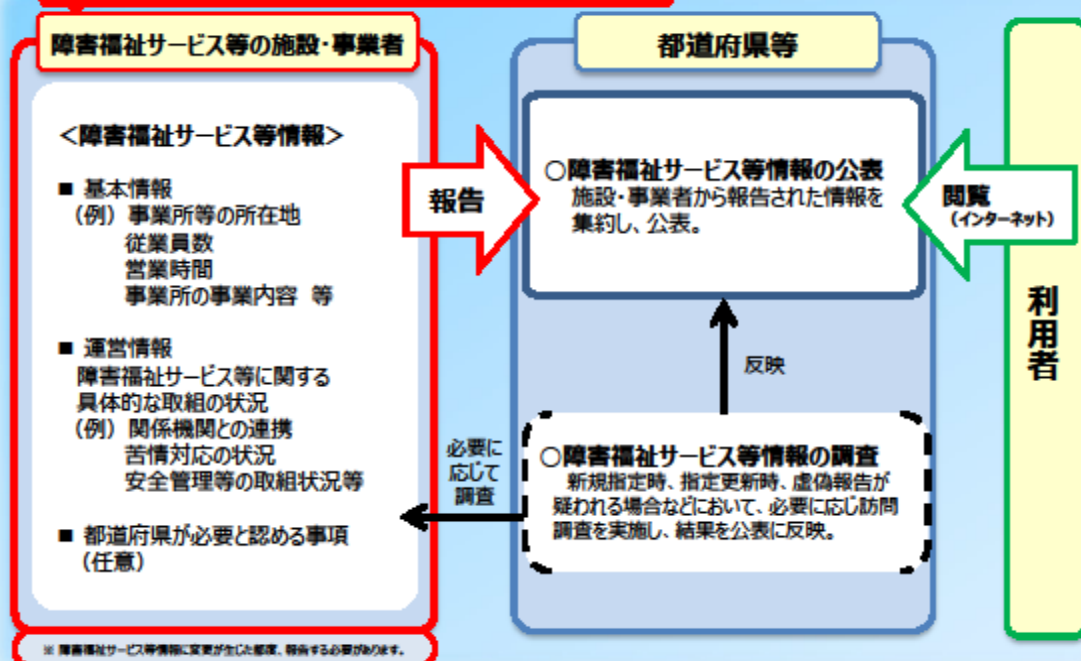 障害福祉サービス等の施設・事業者
＜障害福祉サービス等情報＞
■ 基本情報
（例）事業所等の所在地
従業員数
営業時間
事業所の事業内容 等
■ 運営情報
障害福祉サービス等に関する
具体的な取組の状況
（例）関係機関との連携
苦情対応の状況
安全管理等の取組状況等
■ 都道府県が必要と認める事項
（任意）
※ 障害福祉サービス等情報に変更が生じた都度、報告する必要があります。
報告
必要に
応じて
調査
都道府県等
○障害福祉サービス等情報の公表
施設・事業者から報告された情報を
集約し、公表。
反映
○障害福祉サービス等情報の調査
新規指定時、指定更新時、虚偽報告が
疑われる場合などにおいて、必要に応じ訪問
調査を実施し、結果を公表に反映。
閲覧
（インターネット）
利用者